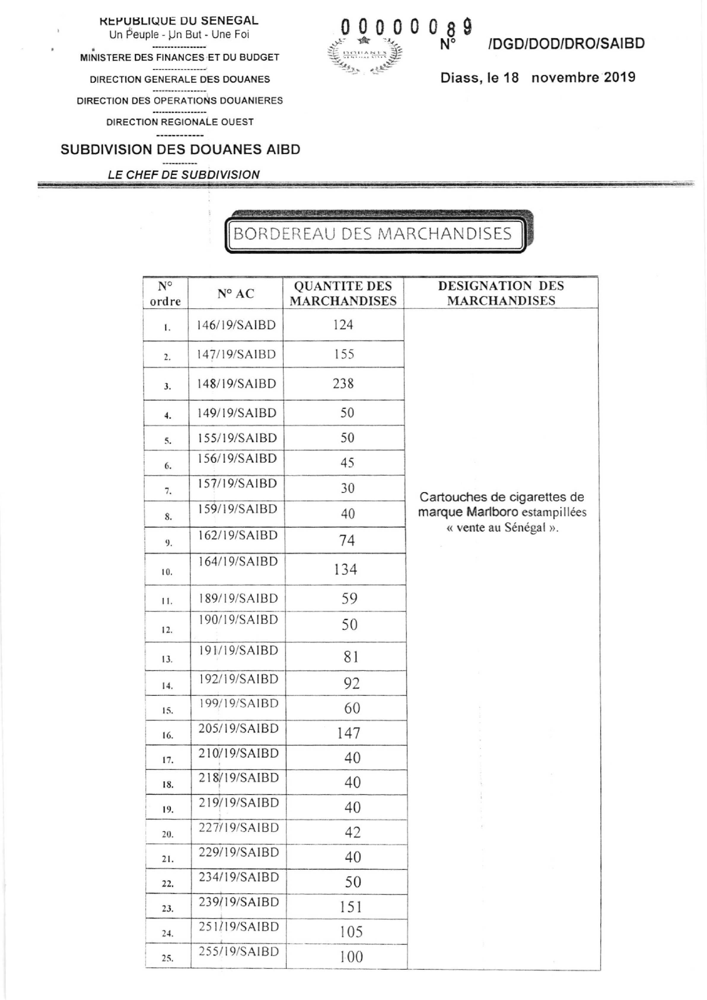 REPUBLIQUE DU SENEGAL
Un Peuple - Un But - Une Foi
-------------
MINISTERE DES FINANCES ET DU BUDGET
-------------
DIRECTION GENERALE DES DOUANES
-------------
DIRECTION DES OPERATIONS DOUANIERES
-------------
DIRECTION REGIONALE OUEST
------------
SUBDIVISION DES DOUANES AIBD
-----------
LE CHEF DE SUBDIVISION
00000089
DOUANES
SENEGALAISES
N° /DGD/DOD/DRO/SAIBD
Diass, le 18 novembre 2019
BORDEREAU DES MARCHANDISES
N° ordre N° AC QUANTITE DES MARCHANDISES DESIGNATION DES MARCHANDISES
1. 146/19/SAIBD 124
2. 147/19/SAIBD 155
3. 148/19/SAIBD 238
4. 149/19/SAIBD 50
5. 155/19/SAIBD 50
6. 156/19/SAIBD 45
7. 157/19/SAIBD 30
8. 159/19/SAIBD 40
9. 162/19/SAIBD 74
10. 164/19/SAIBD 134
11. 189/19/SAIBD 59
12. 190/19/SAIBD 50
13. 191/19/SAIBD 81
14. 192/19/SAIBD 92
15. 199/19/SAIBD 60
16. 205/19/SAIBD 147
17. 210/19/SAIBD 40
18. 218/19/SAIBD 40
19. 219/19/SAIBD 40
20. 227/19/SAIBD 42
21. 229/19/SAIBD 40
22. 234/19/SAIBD 50
23. 239/19/SAIBD 151
24. 251/19/SAIBD 105
25. 255/19/SAIBD 100
Cartouches de cigarettes de
marque Marlboro estampillées
« vente au Sénégal ».